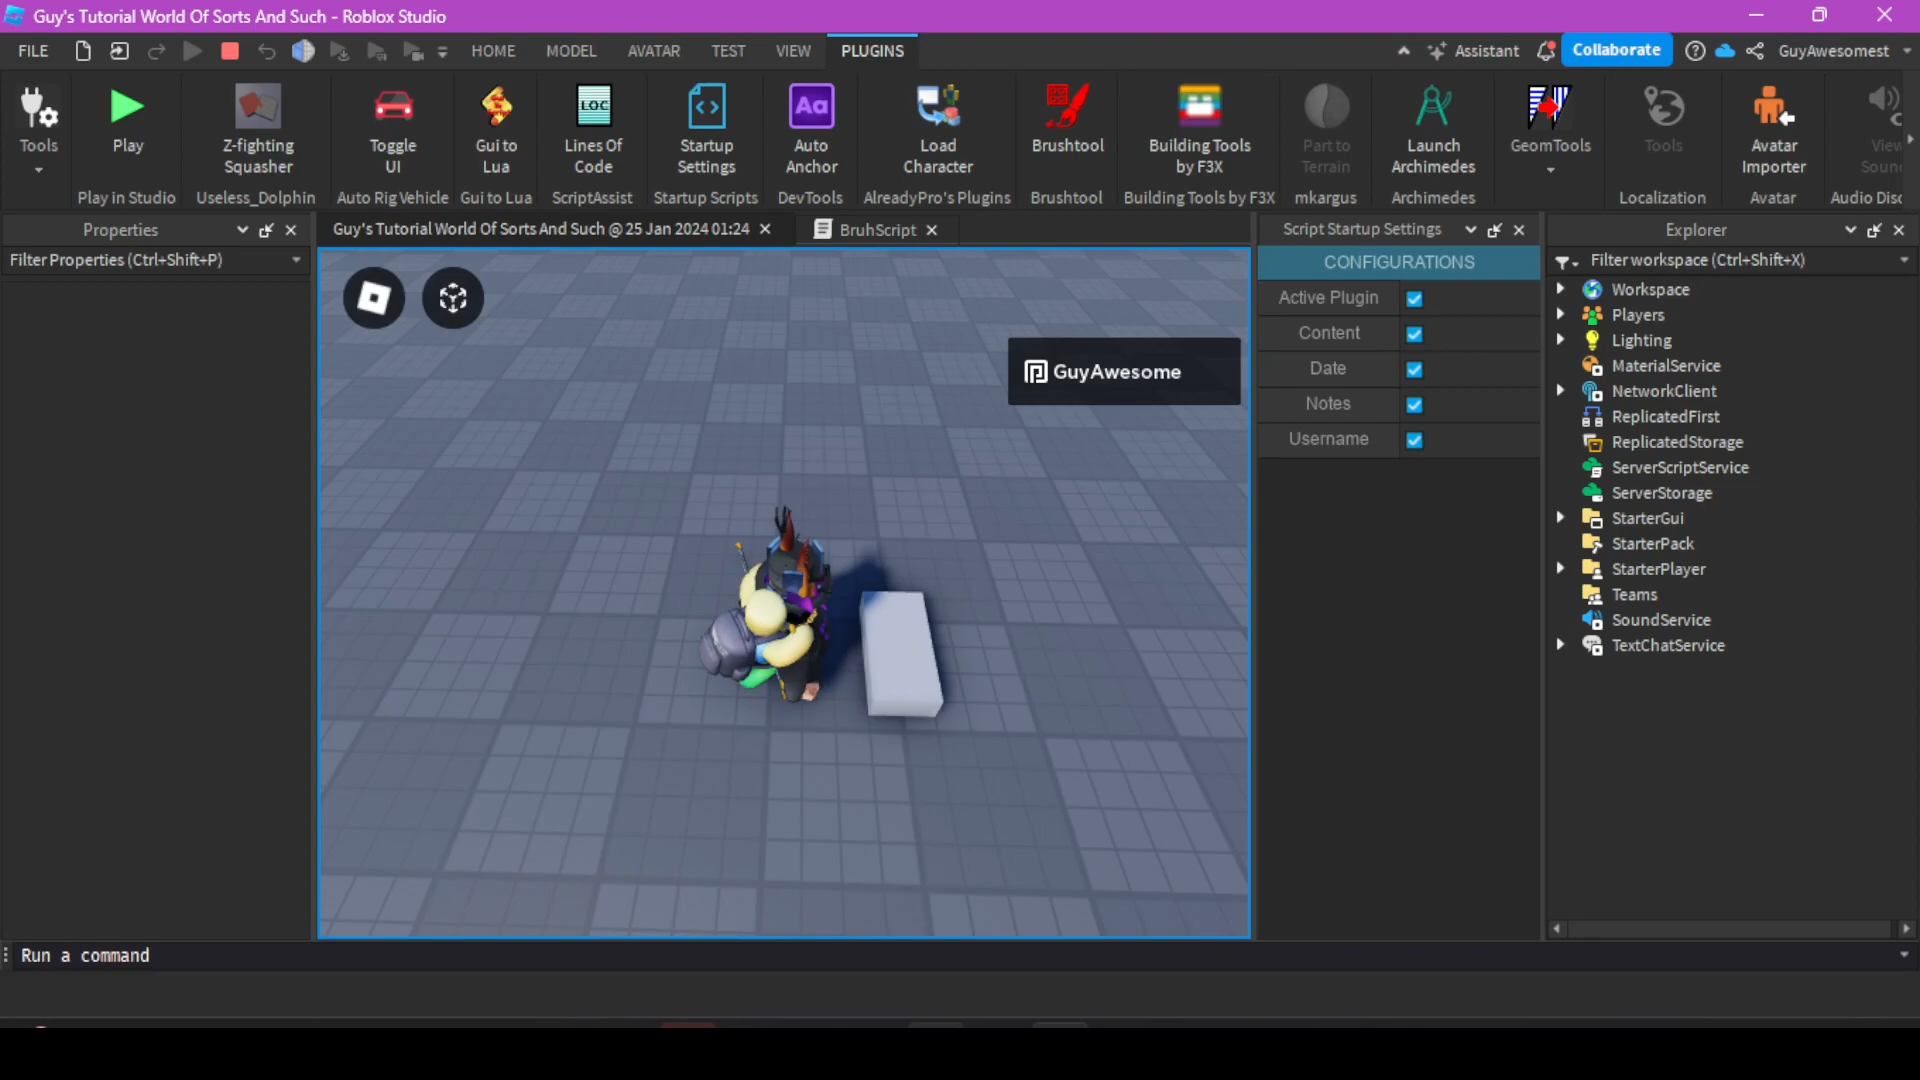 Guy's Tutorial World Of Sorts And Such - Roblox Studio
FILE HOME MODEL AVATAR TEST VIEW PLUGINS Assistant Collaborate GuyAwesomest
Tools
Play
Z-fighting
Squasher
Toggle
UI
Gui to
Lua
LOC
Lines Of
Code
Startup
Settings
Aa
Auto
Anchor
Load
Character
Brushtool
Building Tools
by F3X
Part to
Terrain
Launch
Archimedes
GeomTools
Tools
Avatar
Importer
Play in Studio Useless_Dolphin Auto Rig Vehicle Gui to Lua ScriptAssist Startup Scripts DevTools AlreadyPro's Plugins Brushtool Building Tools by F3X mkargus Archimedes Localization Avatar Audio Disc
Properties
Filter Properties (Ctrl+Shift+P)
Guy's Tutorial World Of Sorts And Such @ 25 Jan 2024 01:24
BruhScript
GuyAwesome
Script Startup Settings
CONFIGURATIONS
Active Plugin
Content
Date
Notes
Username
Explorer
Filter workspace (Ctrl+Shift+X)
Workspace
Players
Lighting
MaterialService
NetworkClient
ReplicatedFirst
ReplicatedStorage
ServerScriptService
ServerStorage
StarterGui
StarterPack
StarterPlayer
Teams
SoundService
TextChatService
Run a command